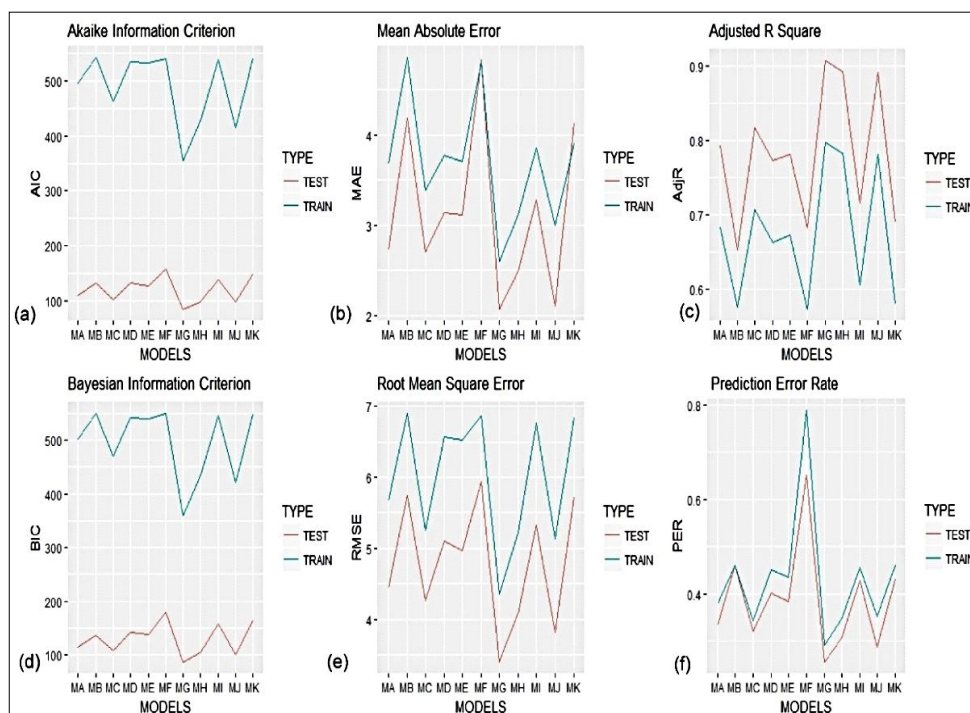 Akaike Information Criterion
500
400
300
200
100
AIC
(a)
MA MB MC MD ME MF MG MH MI MJ MK
MODELS
TYPE
TEST
TRAIN
Mean Absolute Error
4
3
2
MAE
(b)
MA MB MC MD ME MF MG MH MI MJ MK
MODELS
TYPE
TEST
TRAIN
Adjusted R Square
0.9
0.8
0.7
0.6
AdjR
(c)
MA MB MC MD ME MF MG MH MI MJ MK
MODELS
TYPE
TEST
TRAIN
Bayesian Information Criterion
500
400
300
200
100
BIC
(d)
MA MB MC MD ME MF MG MH MI MJ MK
MODELS
TYPE
TEST
TRAIN
Root Mean Square Error
7
6
5
4
RMSE
(e)
MA MB MC MD ME MF MG MH MI MJ MK
MODELS
TYPE
TEST
TRAIN
Prediction Error Rate
0.8
0.6
0.4
PER
(f)
MA MB MC MD ME MF MG MH MI MJ MK
MODELS
TYPE
TEST
TRAIN